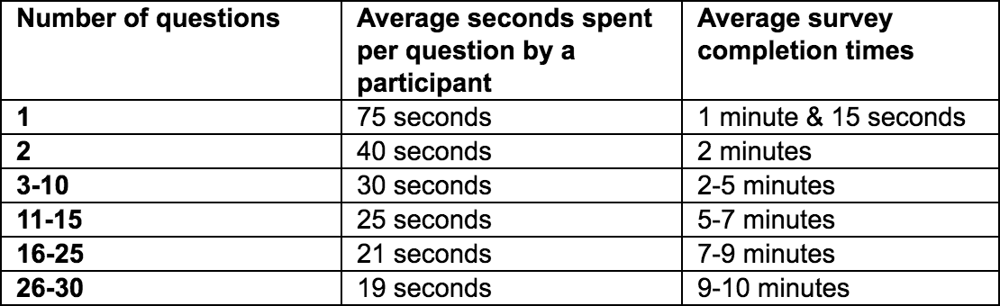 Number of questions Average seconds spent per question by a participant Average survey completion times
1 75 seconds 1 minute & 15 seconds
2 40 seconds 2 minutes
3-10 30 seconds 2-5 minutes
11-15 25 seconds 5-7 minutes
16-25 21 seconds 7-9 minutes
26-30 19 seconds 9-10 minutes